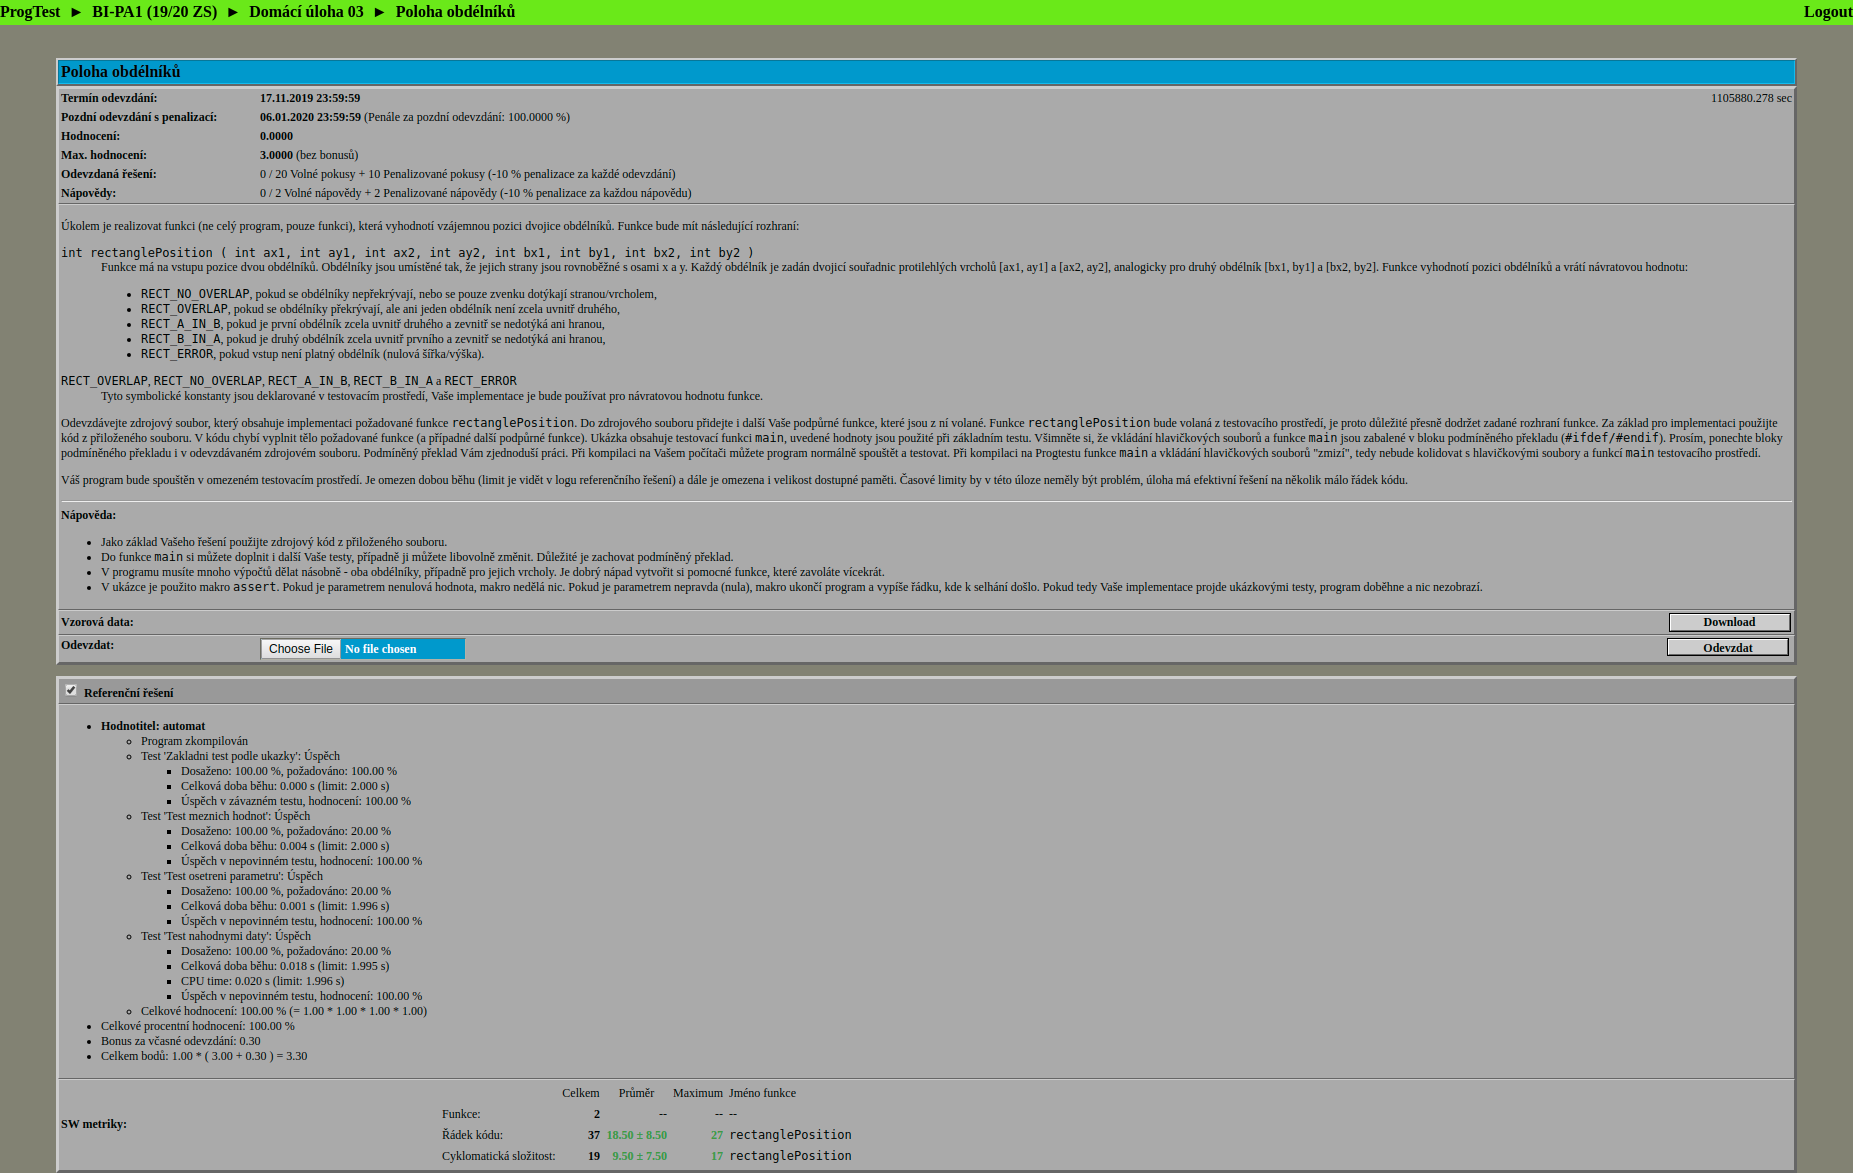 ProgTest ► BI-PA1 (19/20 ZS) ► Domácí úloha 03 ► Poloha obdélníků Logout
Poloha obdélníků
Termín odevzdání: 17.11.2019 23:59:59 1105880.278 sec
Pozdní odevzdání s penalizací: 06.01.2020 23:59:59 (Penále za pozdní odevzdání: 100.0000 %)
Hodnocení: 0.0000
Max. hodnocení: 3.0000 (bez bonusů)
Odevzdaná řešení: 0 / 20 Volné pokusy + 10 Penalizované pokusy (-10 % penalizace za každé odevzdání)
Nápovědy: 0 / 2 Volné nápovědy + 2 Penalizované nápovědy (-10 % penalizace za každou nápovědu)
Úkolem je realizovat funkci (ne celý program, pouze funkci), která vyhodnotí vzájemnou pozici dvojice obdélníků. Funkce bude mít následující rozhraní:
int rectanglePosition ( int ax1, int ay1, int ax2, int ay2, int bx1, int by1, int bx2, int by2 )
Funkce má na vstupu pozice dvou obdélníků. Obdélníky jsou umístěné tak, že jejich strany jsou rovnoběžné s osami x a y. Každý obdélník je zadán dvojicí souřadnic protilehlých vrcholů [ax1, ay1] a [ax2, ay2], analogicky pro druhý obdélník [bx1, by1] a [bx2, by2]. Funkce vyhodnotí pozici obdélníků a vrátí návratovou hodnotu:
• RECT_NO_OVERLAP, pokud se obdélníky nepřekrývají, nebo se pouze zvenku dotýkají stranou/vrcholem,
• RECT_OVERLAP, pokud se obdélníky překrývají, ale ani jeden obdélník není zcela uvnitř druhého,
• RECT_A_IN_B, pokud je první obdélník zcela uvnitř druhého a zevnitř se nedotýká ani hranou,
• RECT_B_IN_A, pokud je druhý obdélník zcela uvnitř prvního a zevnitř se nedotýká ani hranou,
• RECT_ERROR, pokud vstup není platný obdélník (nulová šířka/výška).
RECT_OVERLAP, RECT_NO_OVERLAP, RECT_A_IN_B, RECT_B_IN_A a RECT_ERROR
Tyto symbolické konstanty jsou deklarované v testovacím prostředí, Vaše implementace je bude používat pro návratovou hodnotu funkce.
Odevzdávejte zdrojový soubor, který obsahuje implementaci požadované funkce rectanglePosition. Do zdrojového souboru přidejte i další Vaše podpůrné funkce, které jsou z ní volané. Funkce rectanglePosition bude volaná z testovacího prostředí, je proto důležité přesně dodržet zadané rozhraní funkce. Za základ pro implementaci použijte
kód z přiloženého souboru. V kódu chybí vyplnit tělo požadované funkce (a případné další podpůrné funkce). Ukázka obsahuje testovací funkci main, uvedené hodnoty jsou použité při základním testu. Všimněte si, že vkládání hlavičkových souborů a funkce main jsou zabalené v bloku podmíněného překladu (#ifdef/#endif). Prosím, ponechte bloky
podmíněného překladu i v odevzdávaném zdrojovém souboru. Podmíněný překlad Vám zjednoduší práci. Při kompilaci na Vašem počítači můžete program normálně spouštět a testovat. Při kompilaci na Progtestu funkce main a vkládání hlavičkových souborů "zmizí", tedy nebude kolidovat s hlavičkovými soubory a funkcí main testovacího prostředí.
Váš program bude spouštěn v omezeném testovacím prostředí. Je omezen dobou běhu (limit je vidět v logu referenčního řešení) a dále je omezena i velikost dostupné paměti. Časové limity by v této úloze neměly být problém, úloha má efektivní řešení na několik málo řádek kódu.
Nápověda:
• Jako základ Vašeho řešení použijte zdrojový kód z přiloženého souboru.
• Do funkce main si můžete doplnit i další Vaše testy, případně ji můžete libovolně změnit. Důležité je zachovat podmíněný překlad.
• V programu musíte mnoho výpočtů dělat násobně - oba obdélníky, případně pro jejich vrcholy. Je dobrý nápad vytvořit si pomocné funkce, které zavoláte vícekrát.
• V ukázce je použito makro assert. Pokud je parametrem nenulová hodnota, makro nedělá nic. Pokud je parametrem nepravda (nula), makro ukončí program a vypíše řádku, kde k selhání došlo. Pokud tedy Vaše implementace projde ukázkovými testy, program doběhne a nic nezobrazí.
Vzorová data: Download
Odevzdat: Choose File No file chosen Odevzdat
Referenční řešení
• Hodnotitel: automat
◦ Program zkompilován
◦ Test 'Zakladni test podle ukazky': Úspěch
▪ Dosaženo: 100.00 %, požadováno: 100.00 %
▪ Celková doba běhu: 0.000 s (limit: 2.000 s)
▪ Úspěch v závazném testu, hodnocení: 100.00 %
◦ Test 'Test meznich hodnot': Úspěch
▪ Dosaženo: 100.00 %, požadováno: 20.00 %
▪ Celková doba běhu: 0.004 s (limit: 2.000 s)
▪ Úspěch v nepovinném testu, hodnocení: 100.00 %
◦ Test 'Test osetreni parametru': Úspěch
▪ Dosaženo: 100.00 %, požadováno: 20.00 %
▪ Celková doba běhu: 0.001 s (limit: 1.996 s)
▪ Úspěch v nepovinném testu, hodnocení: 100.00 %
◦ Test 'Test nahodnymi daty': Úspěch
▪ Dosaženo: 100.00 %, požadováno: 20.00 %
▪ Celková doba běhu: 0.018 s (limit: 1.995 s)
▪ CPU time: 0.020 s (limit: 1.996 s)
▪ Úspěch v nepovinném testu, hodnocení: 100.00 %
◦ Celkové hodnocení: 100.00 % (= 1.00 * 1.00 * 1.00 * 1.00)
• Celkové procentní hodnocení: 100.00 %
• Bonus za včasné odevzdání: 0.30
• Celkem bodů: 1.00 * ( 3.00 + 0.30 ) = 3.30
SW metriky:
Celkem Průměr Maximum Jméno funkce
Funkce: 2 -- -- --
Řádek kódu: 37 18.50 ± 8.50 27 rectanglePosition
Cyklomatická složitost: 19 9.50 ± 7.50 17 rectanglePosition